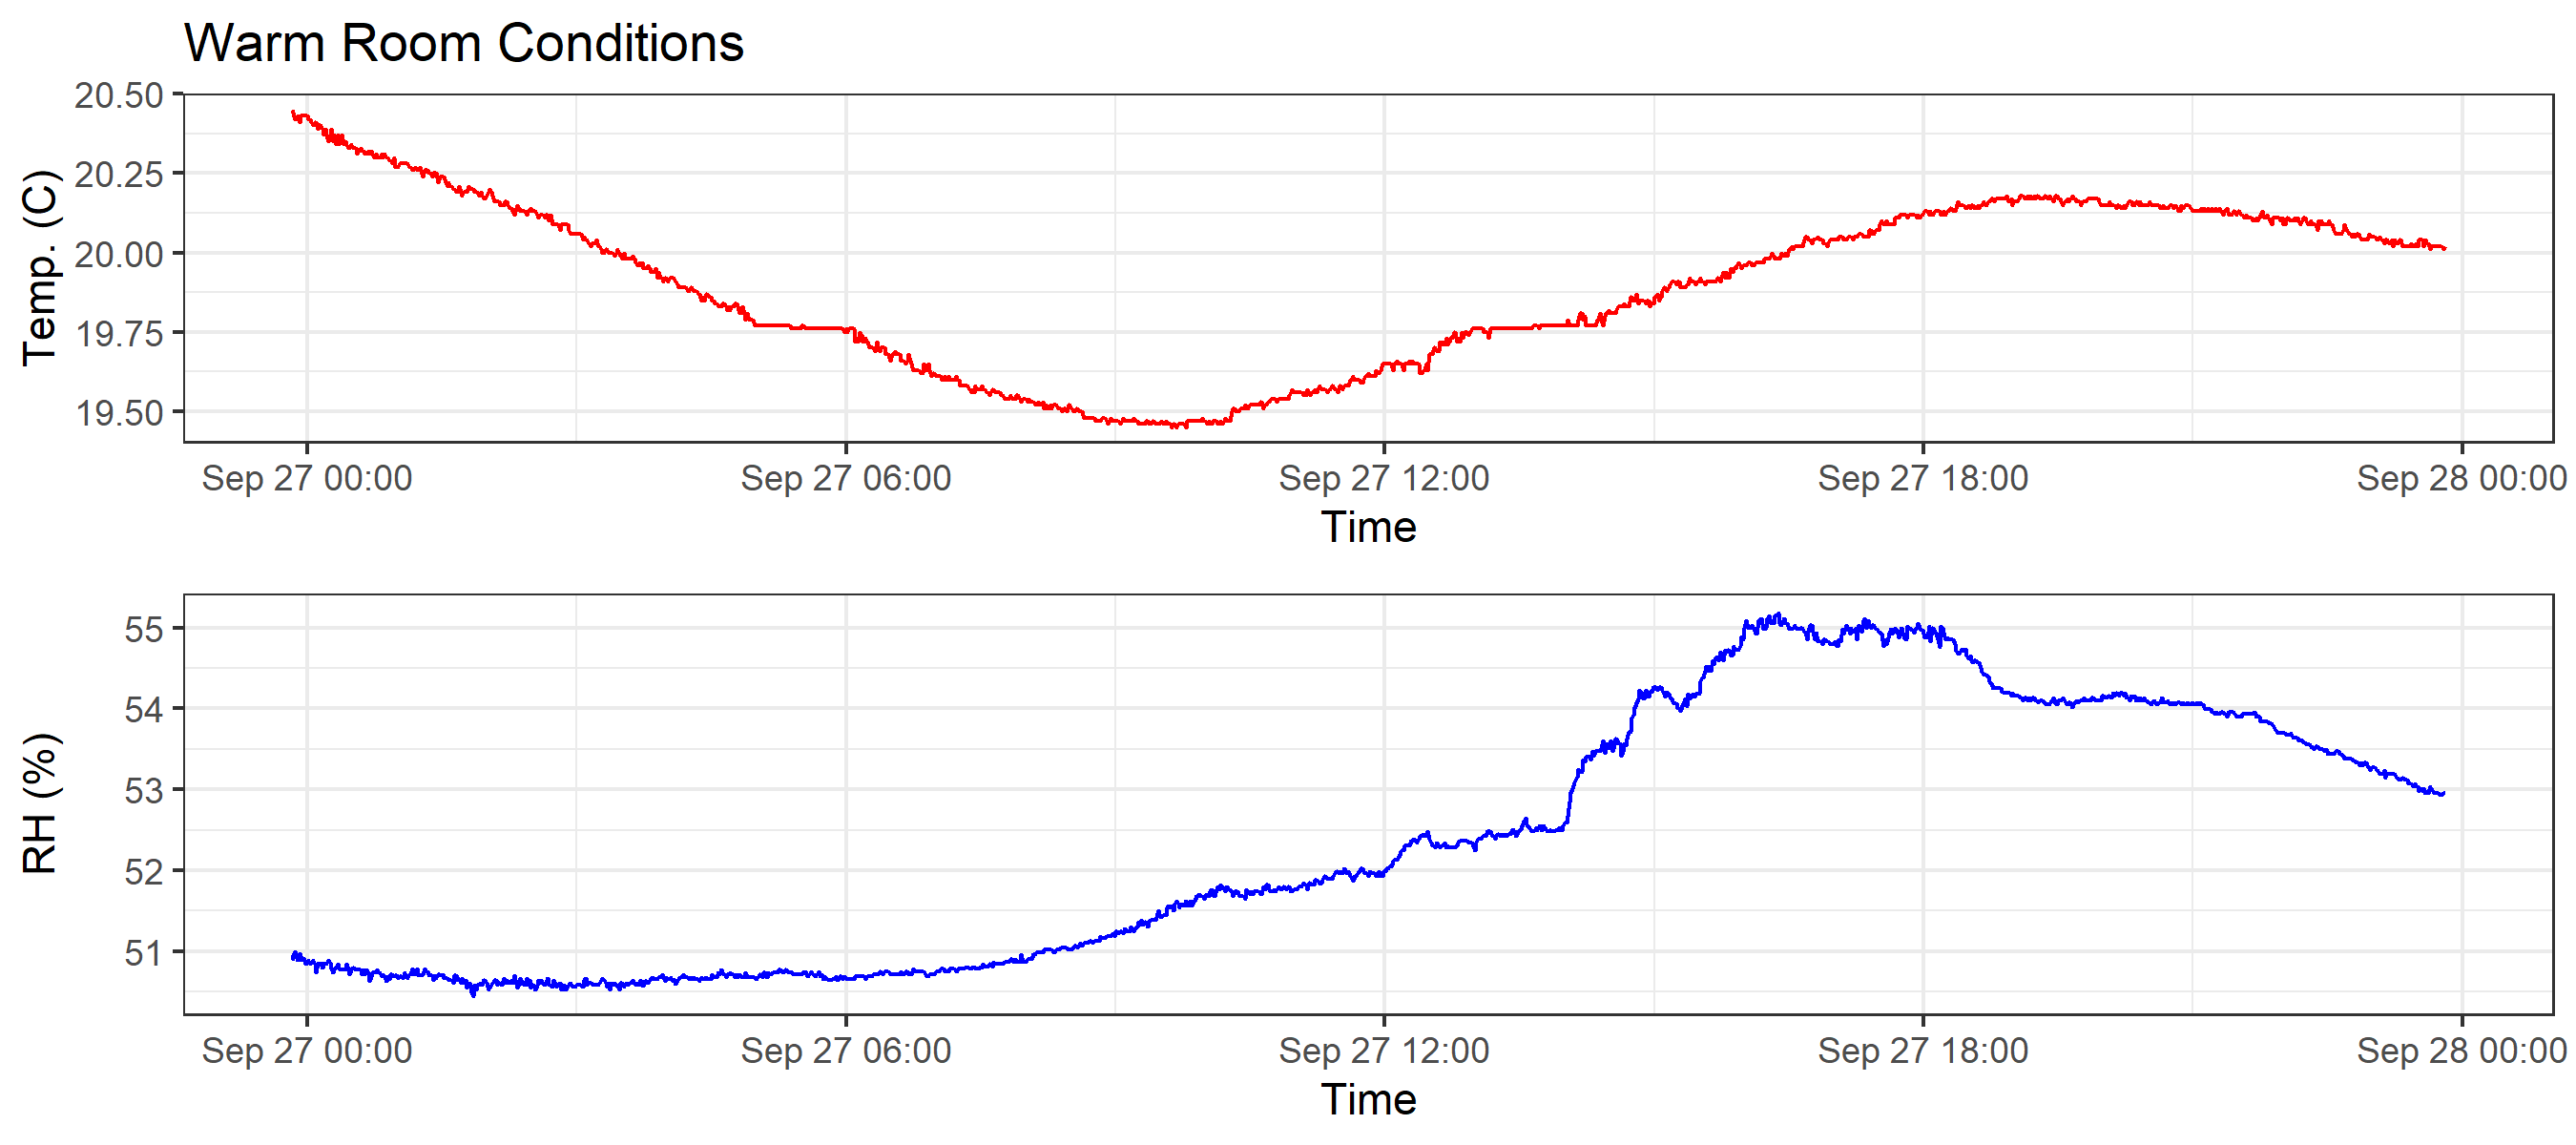 Warm Room Conditions
Temp. (C)
20.50
20.25
20.00
19.75
19.50
Sep 27 00:00 Sep 27 06:00 Sep 27 12:00 Sep 27 18:00 Sep 28 00:00
Time
RH (%)
55
54
53
52
51
Sep 27 00:00 Sep 27 06:00 Sep 27 12:00 Sep 27 18:00 Sep 28 00:00
Time